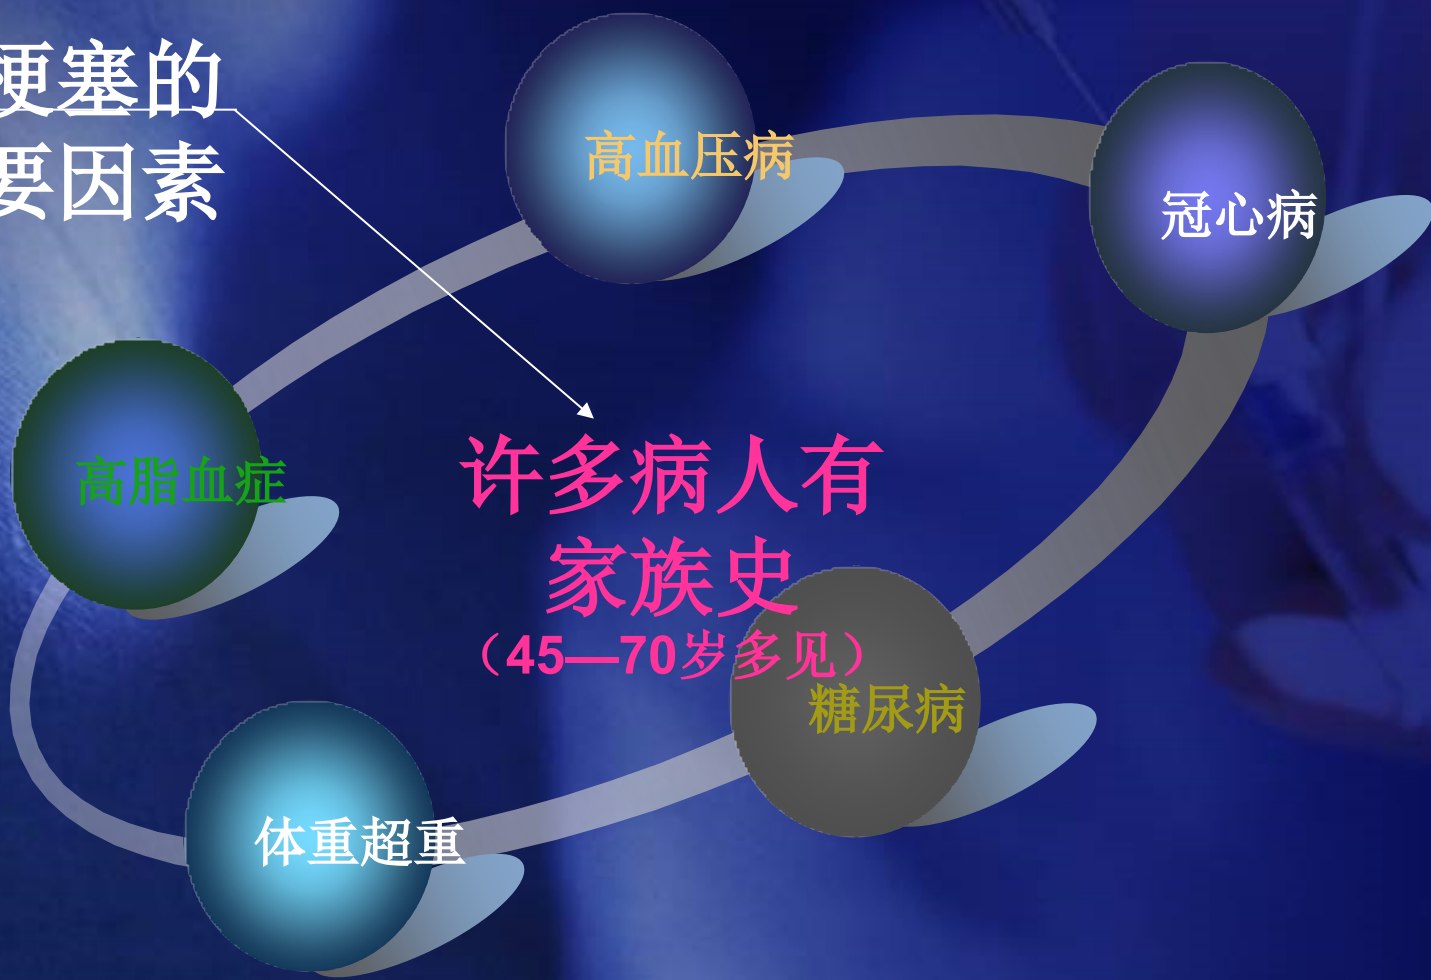 梗塞的
要因素
高血压病
冠心病
高脂血症
许多病人有
家族史
（45—70岁多见）
糖尿病
体重超重